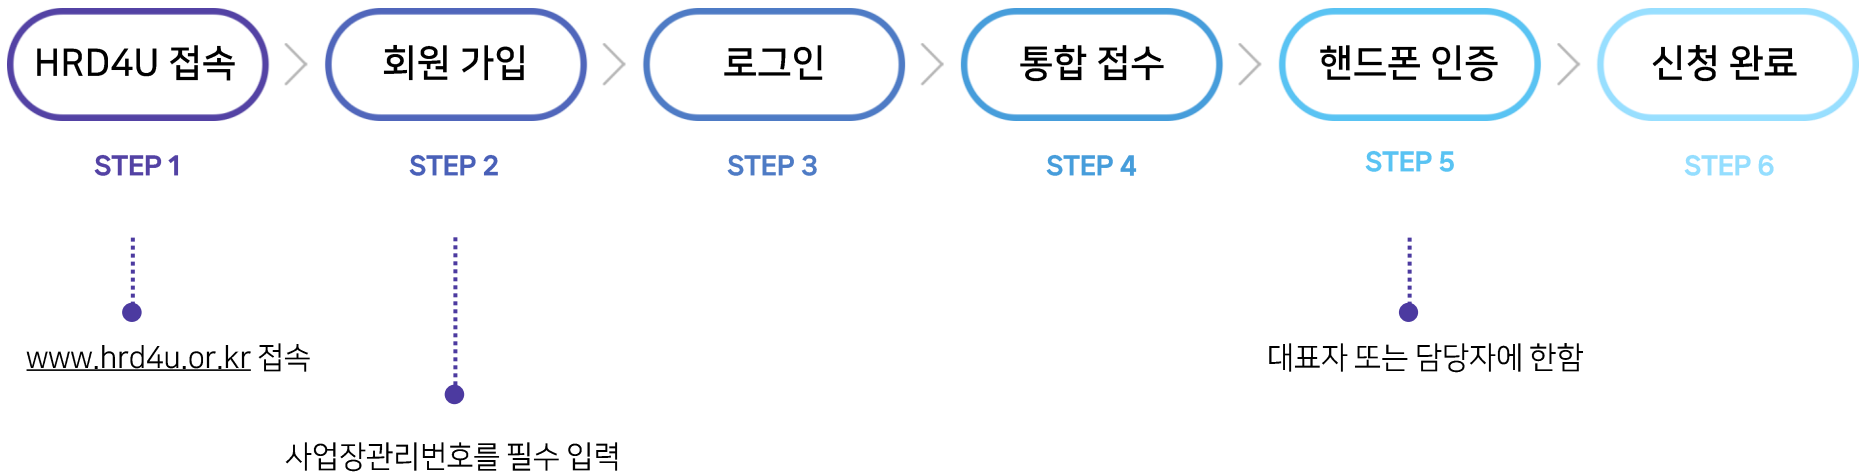 HRD4U 접속
회원 가입
로그인
통합 접수
핸드폰 인증
신청 완료
STEP 1
STEP 2
STEP 3
STEP 4
STEP 5
STEP 6
www.hrd4u.or.kr 접속
대표자 또는 담당자에 한함
사업장관리번호를 필수 입력